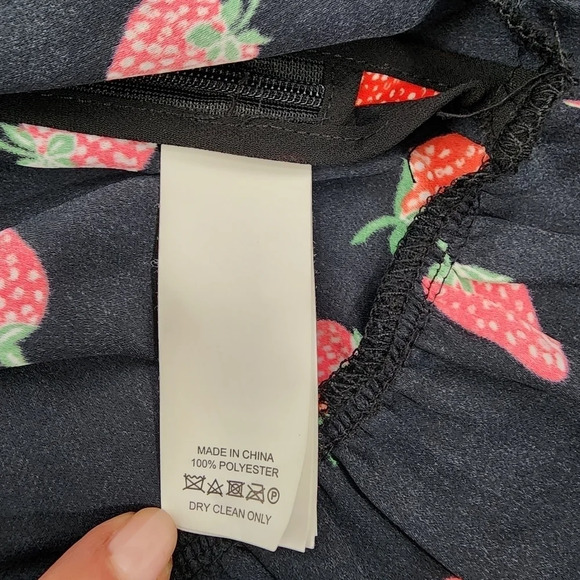 MADE IN CHINA
100% POLYESTER
P
DRY CLEAN ONLY